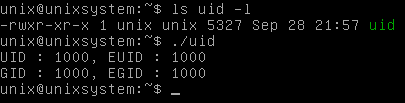 unix@unixsystem:~$ ls uid -l
-rwxr-xr-x 1 unix unix 5327 Sep 28 21:57 uid
unix@unixsystem:~$ ./uid
UID : 1000, EUID : 1000
GID : 1000, EGID : 1000
unix@unixsystem:~$ _